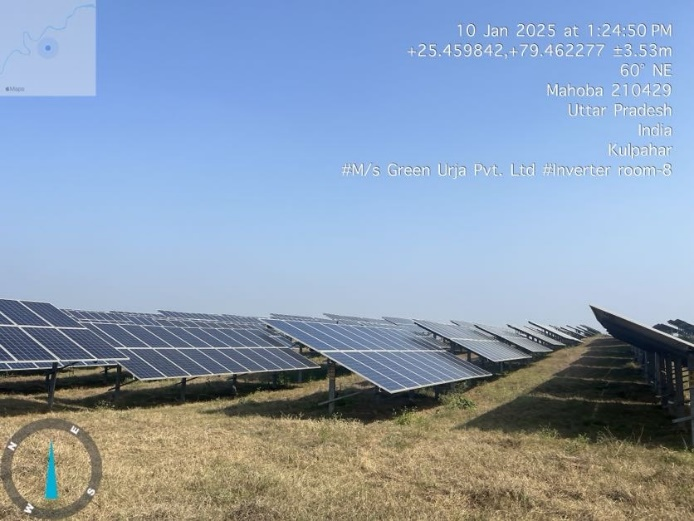 Maps
10 Jan 2025 at 1:24:50 PM
+25.459842,+79.462277 ±3.53m
60° NE
Mahoba 210429
Uttar Pradesh
India
Kulpahar
#M/s Green Urja Pvt. Ltd #Inverter room-8
N
E
W
S